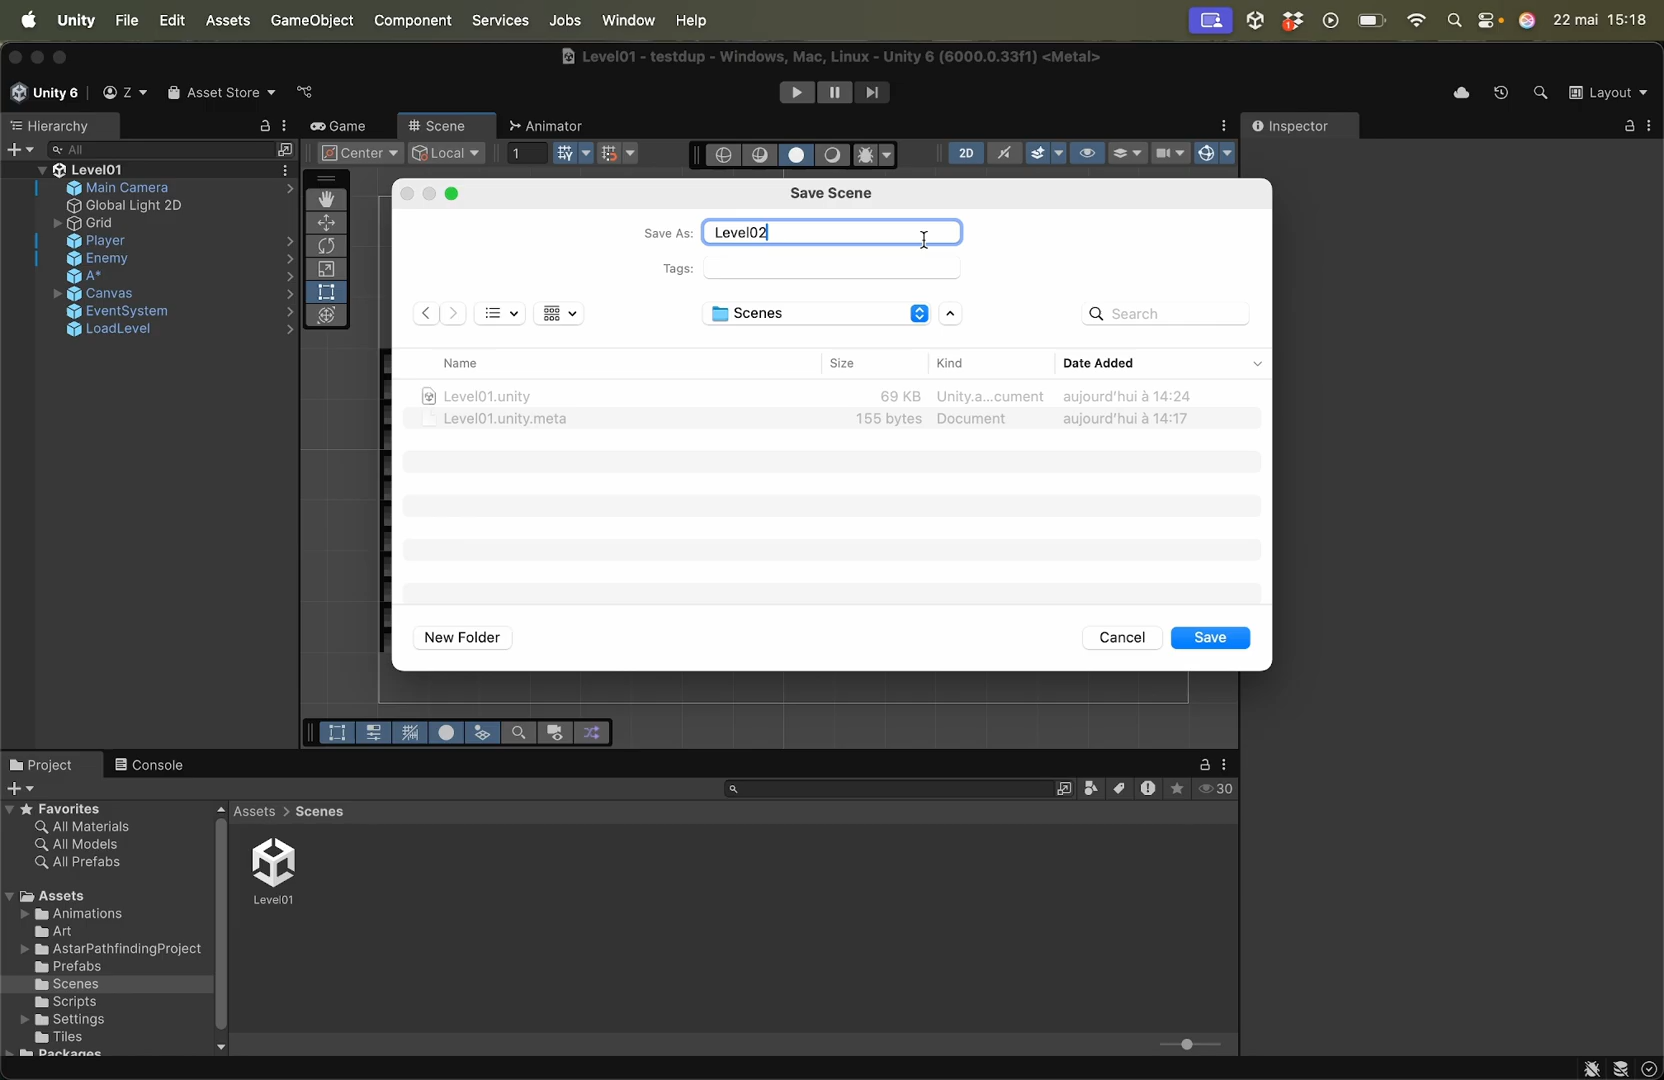 Unity File Edit Assets GameObject Component Services Jobs Window Help 1 22 mai 15:18
Level01 - testdup - Windows, Mac, Linux - Unity 6 (6000.0.33f1) <Metal>
Unity 6 Z Asset Store Layout
Hierarchy Game Scene Animator Inspector
All Center Local 1 2D
Level01
Main Camera
Global Light 2D
Grid
Player
Enemy
A*
Canvas
EventSystem
LoadLevel
Save Scene
Save As: Level02
Tags:
Scenes Search
Name Size Kind Date Added
Level01.unity 69 KB Unity.a...cument aujourd'hui à 14:24
Level01.unity.meta 155 bytes Document aujourd'hui à 14:17
New Folder Cancel Save
Project Console
30
Favorites
All Materials
All Models
All Prefabs
Assets
Animations
Art
AstarPathfindingProject
Prefabs
Scenes
Scripts
Settings
Tiles
Packages
Assets > Scenes
Level01